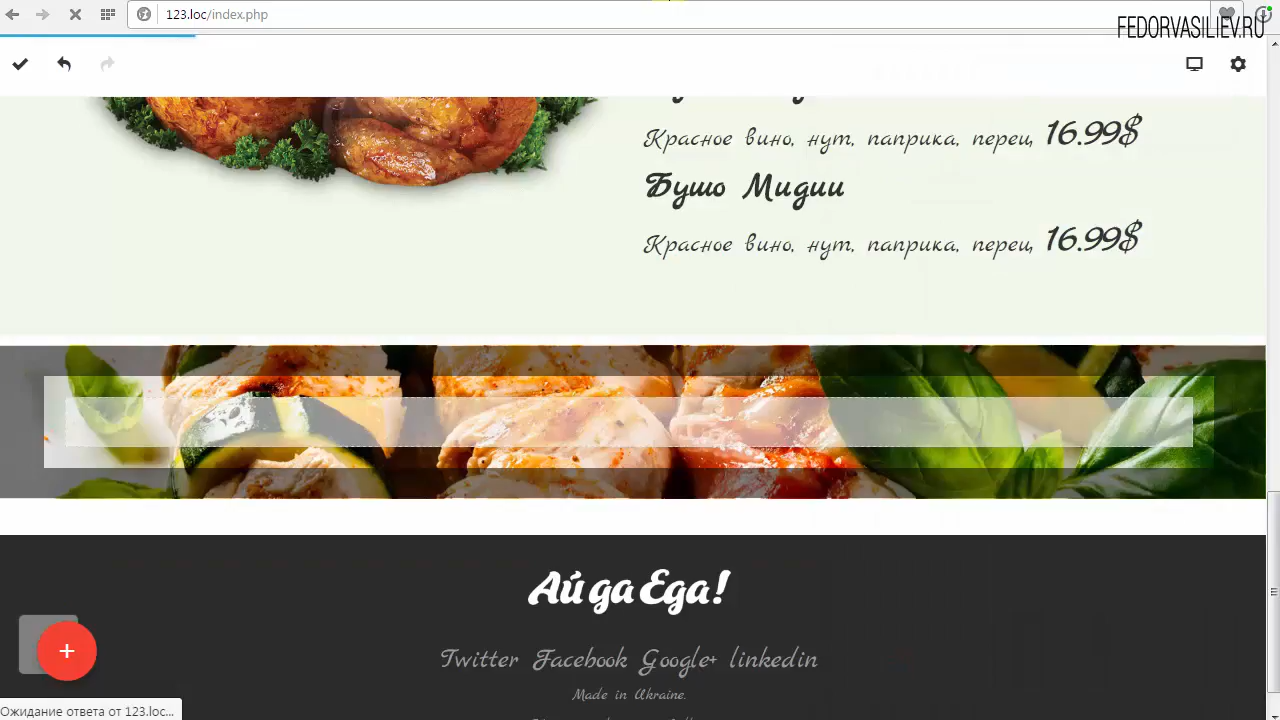 123.loc/index.php
FEDORVASILIEV.RU
Красное вино, нут, паприка, перец 16.99$
Бушо Мидии
Красное вино, нут, паприка, перец 16.99$
Ай да Еда!
Twitter Facebook Google+ linkedin
Made in Ukraine.
Ожидание ответа от 123.loc...